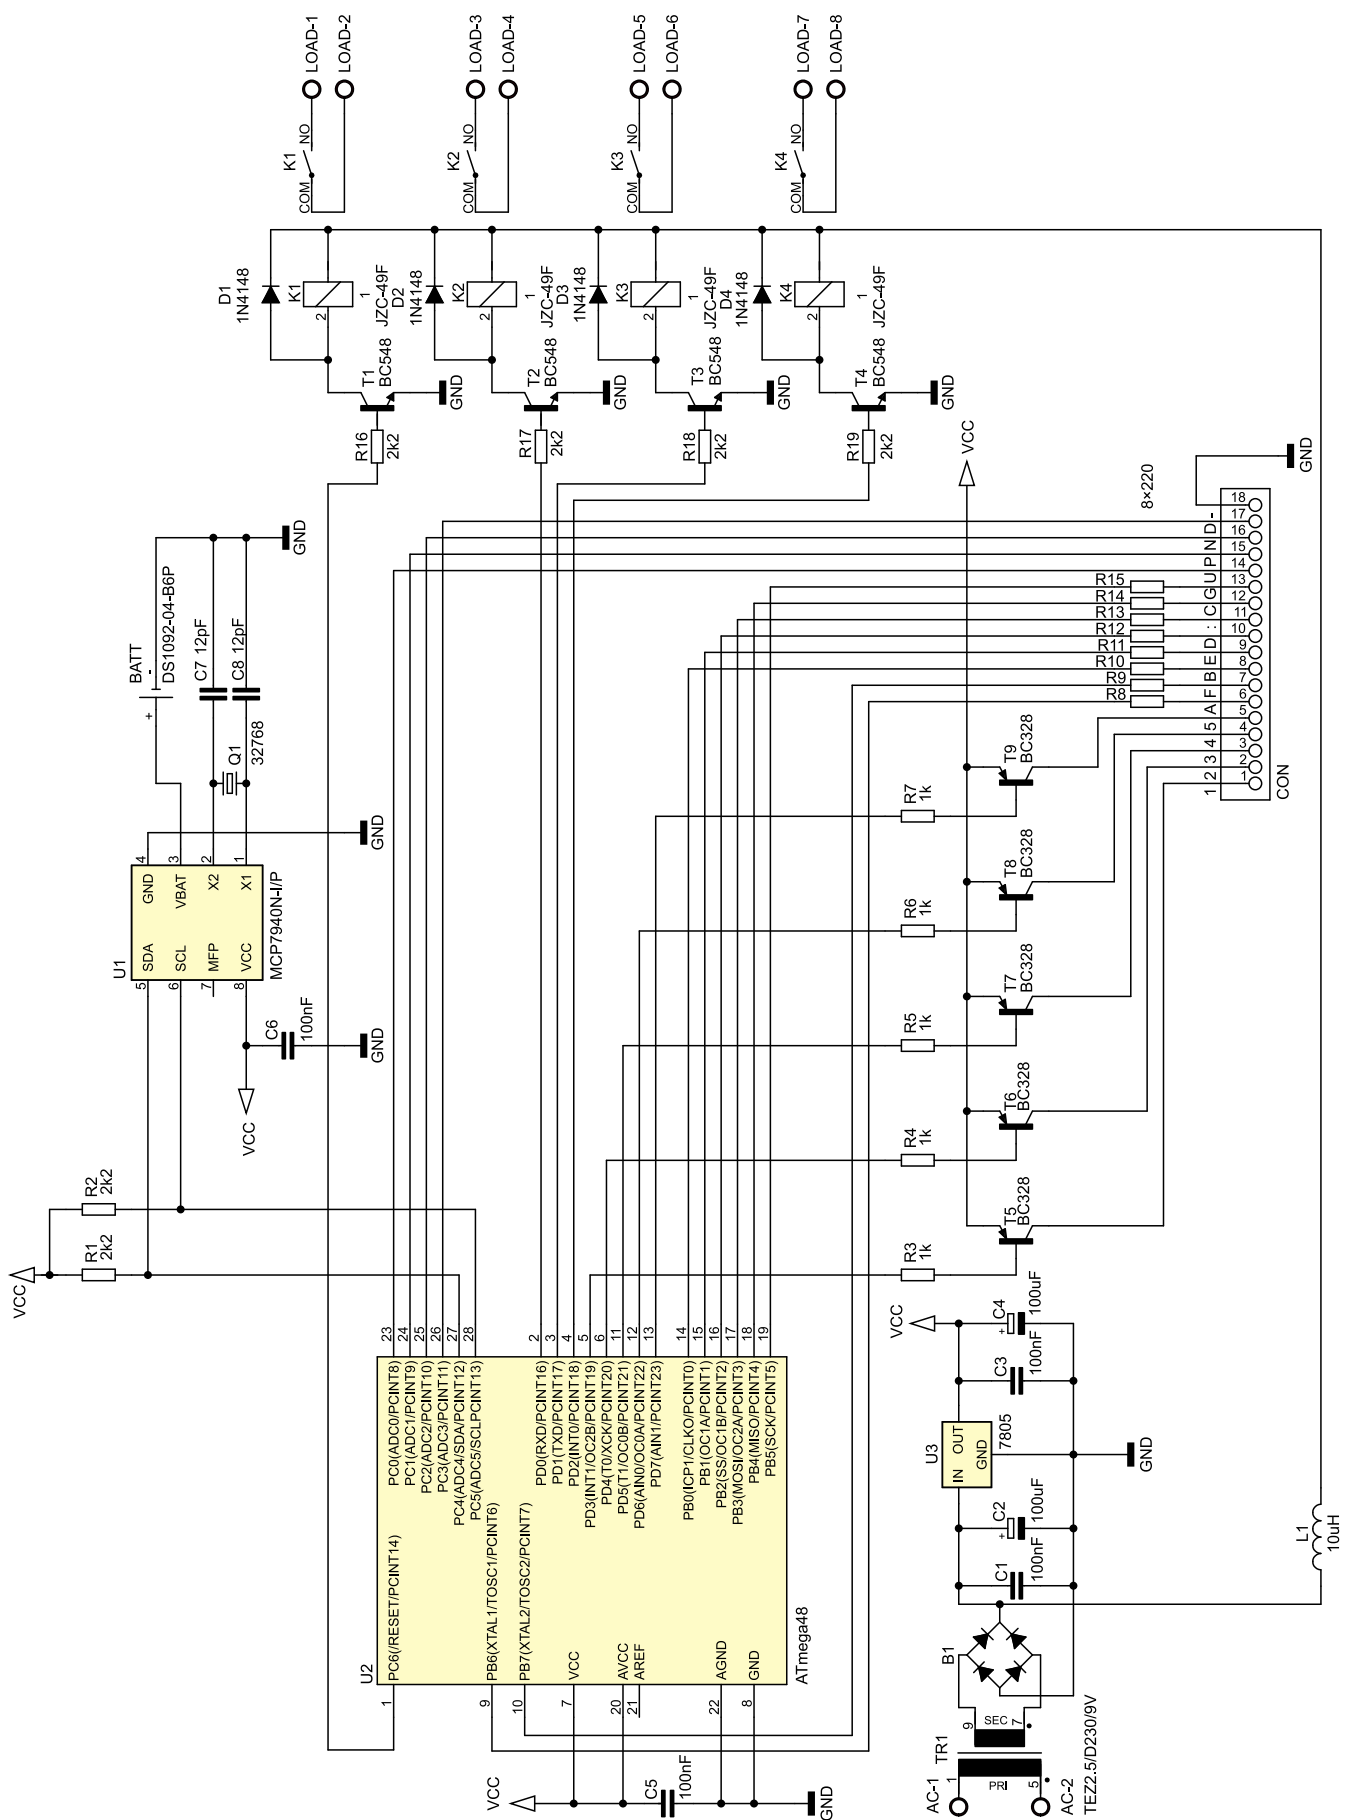 LOAD-1
LOAD-2
LOAD-3
LOAD-4
LOAD-5
LOAD-6
LOAD-7
LOAD-8
K1
NO
COM
K2
NO
COM
K3
NO
COM
K4
NO
COM
D1
1N4148
K1
2
1
JZC-49F
D2
1N4148
K2
2
1
JZC-49F
D3
1N4148
K3
2
1
JZC-49F
D4
1N4148
K4
2
1
JZC-49F
T1
BC548
GND
T2
BC548
GND
T3
BC548
GND
T4
BC548
GND
R16
2k2
R17
2k2
R18
2k2
R19
2k2
BATT
-
+
DS1092-04-B6P
C7 12pF
C8 12pF
GND
Q1
32768
GND
U1
MCP7940N-I/P
GND
VBAT
X2
X1
SDA
SCL
MFP
VCC
4
3
2
1
5
6
7
8
C6
100nF
GND
VCC
R2
2k2
R1
2k2
VCC
VCC
8×220
GND
R15
R14
R13
R12
R11
R10
R9
R8
CON
1 2 3 4 5 A F B E D : C G U P N D -
1
2
3
4
5
6
7
8
9
10
11
12
13
14
15
16
17
18
T9
BC328
T8
BC328
T7
BC328
T6
BC328
T5
BC328
R7
1k
R6
1k
R5
1k
R4
1k
R3
1k
U2
ATmega48
23
PC0(ADC0/PCINT8)
24
PC1(ADC1/PCINT9)
25
PC2(ADC2/PCINT10)
26
PC3(ADC3/PCINT11)
27
PC4(ADC4/SDA/PCINT12)
28
PC5(ADC5/SCLPCINT13)
2
PD0(RXD/PCINT16)
3
PD1(TXD/PCINT17)
4
PD2(INT0/PCINT18)
5
PD3(INT1/OC2B/PCINT19)
6
PD4(T0/XCK/PCINT20)
11
PD5(T1/OC0B/PCINT21)
12
PD6(AIN0/OC0A/PCINT22)
13
PD7(AIN1/PCINT23)
14
PB0(ICP1/CLKO/PCINT0)
15
PB1(OC1A/PCINT1)
16
PB2(SS/OC1B/PCINT2)
17
PB3(MOSI/OC2A/PCINT3)
18
PB4(MISO/PCINT4)
19
PB5(SCK/PCINT5)
1
PC6(/RESET/PCINT14)
9
PB6(XTAL1/TOSC1/PCINT6)
10
PB7(XTAL2/TOSC2/PCINT7)
7
VCC
20
AVCC
21
AREF
22
AGND
8
GND
VCC
C5
100nF
GND
VCC
C4
100uF
+
C3
100nF
U3
7805
IN
OUT
GND
GND
C2
100uF
+
C1
100nF
L1
10uH
B1
TR1
TEZ2.5/D230/9V
SEC
PRI
9
7
1
5
AC-1
AC-2